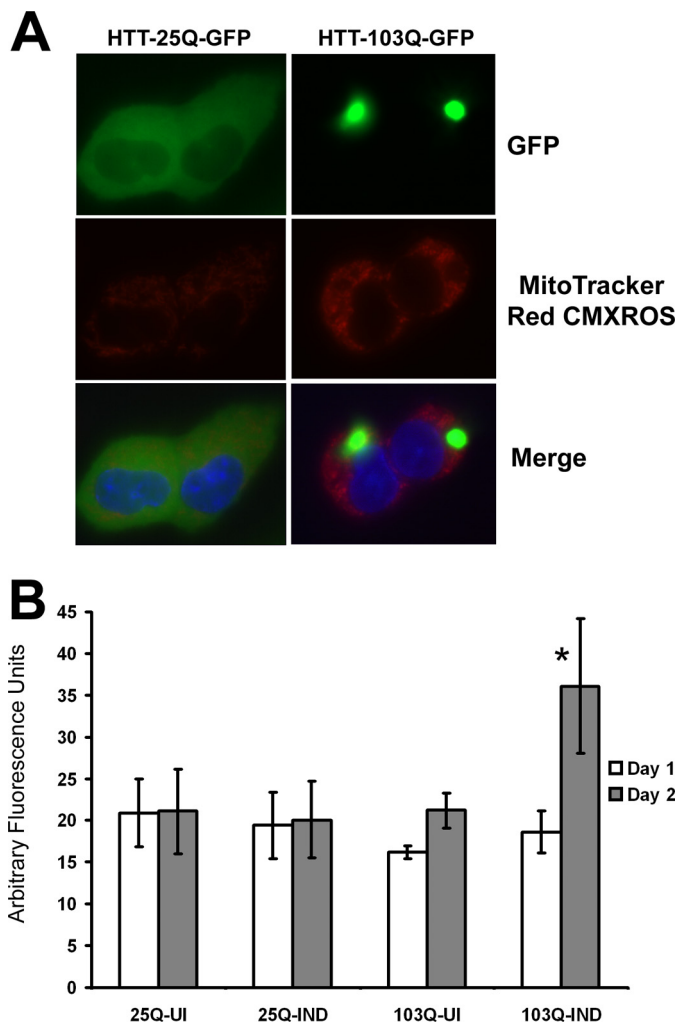 A
HTT-25Q-GFP
HTT-103Q-GFP
GFP
MitoTracker
Red CMXROS
Merge
B
Arbitrary Fluorescence Units
45
40
35
30
25
20
15
10
5
0
*
Day 1
Day 2
25Q-UI
25Q-IND
103Q-UI
103Q-IND